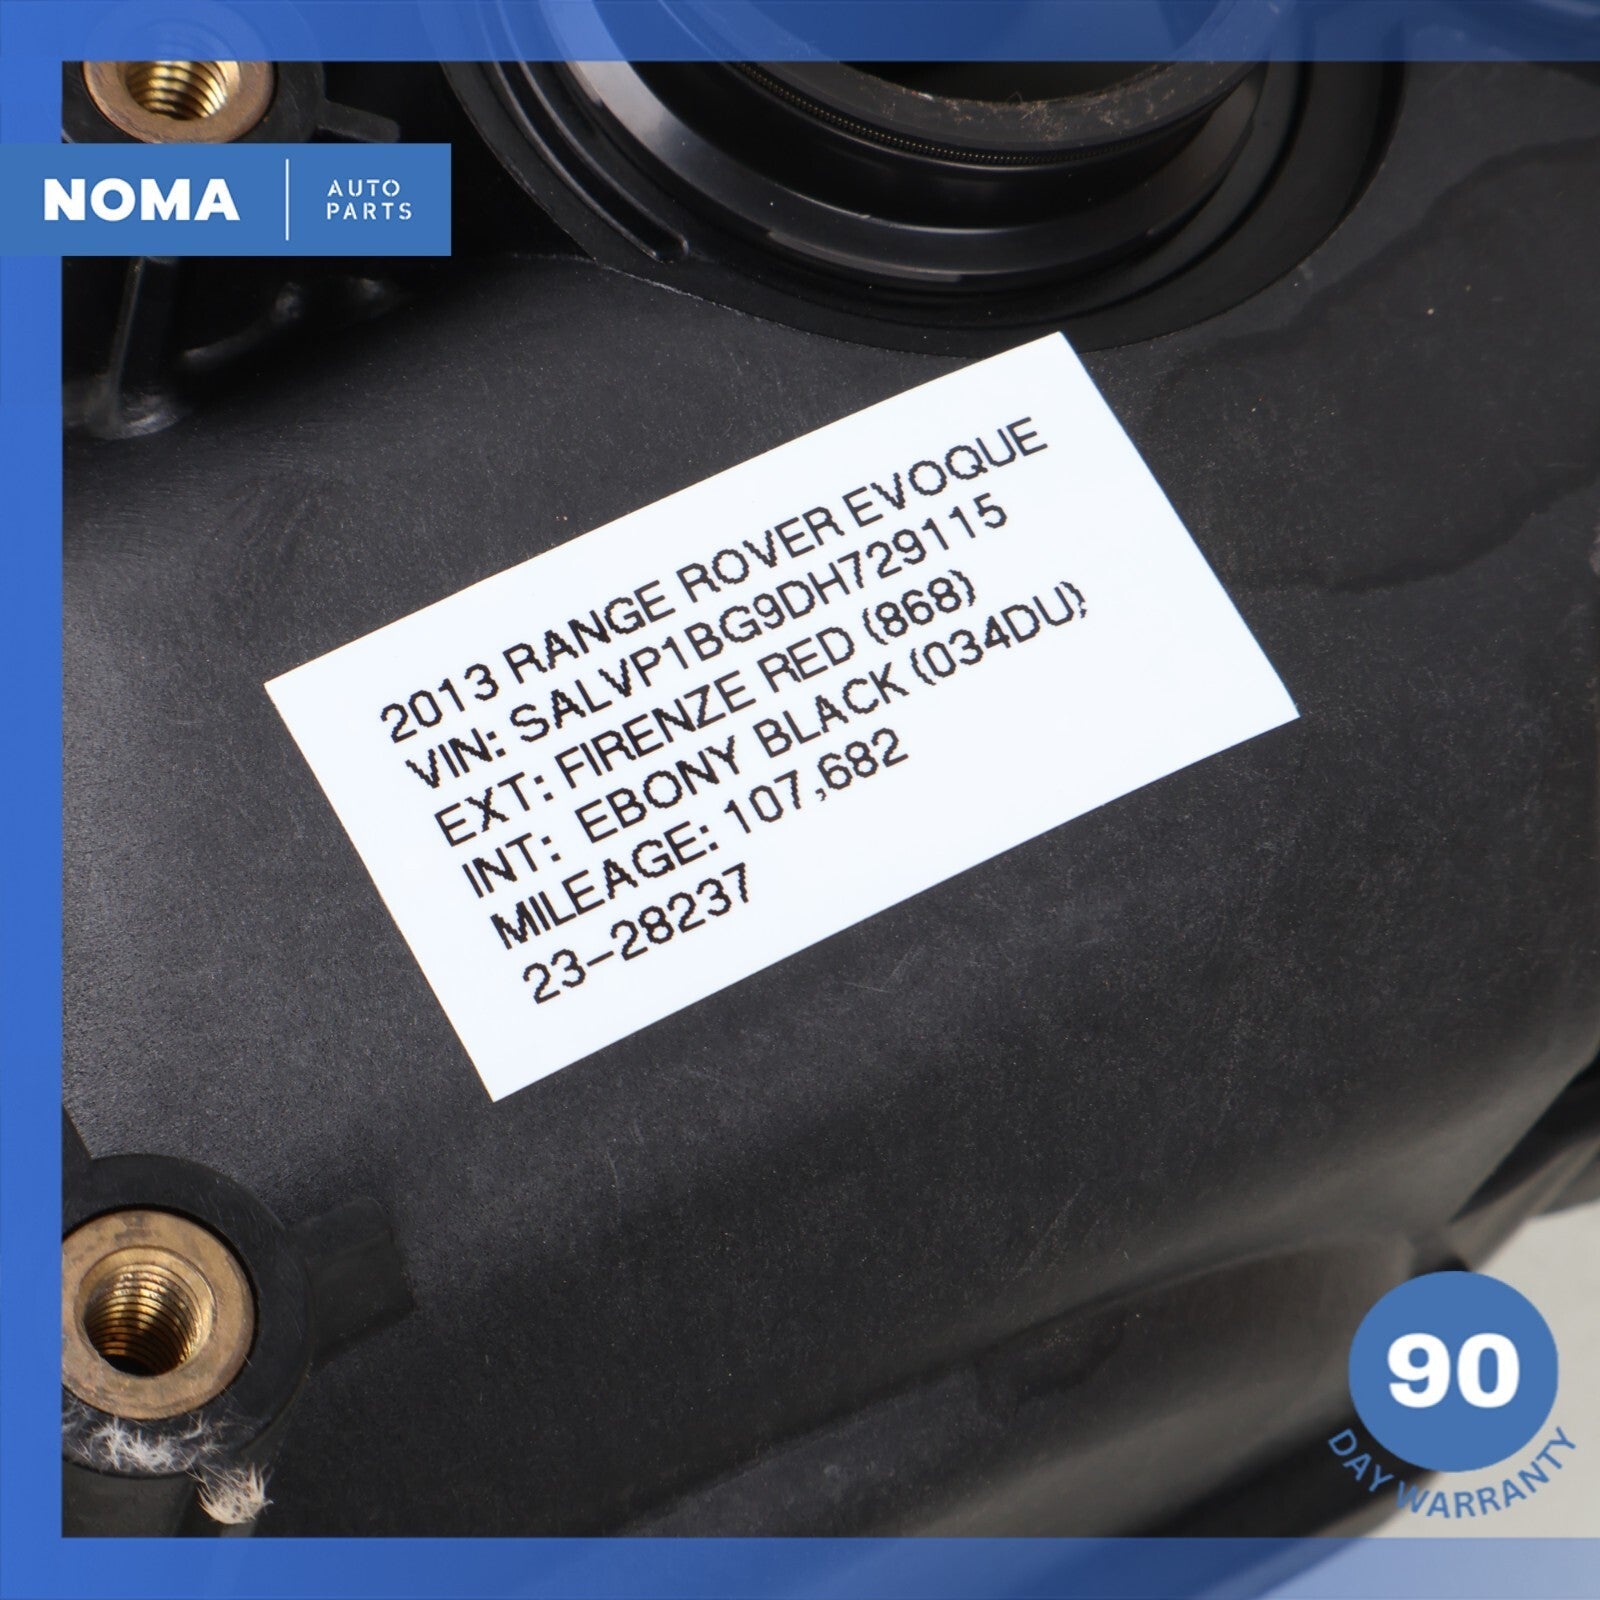 NOMA
AUTO
PARTS
2013 RANGE ROVER EVOQUE
VIN: SALVP1BG9DH729115
EXT: FIRENZE RED (868)
INT: EBONY BLACK (034DU)
MILEAGE: 107,682
23-28237
90
DAY WARRANTY